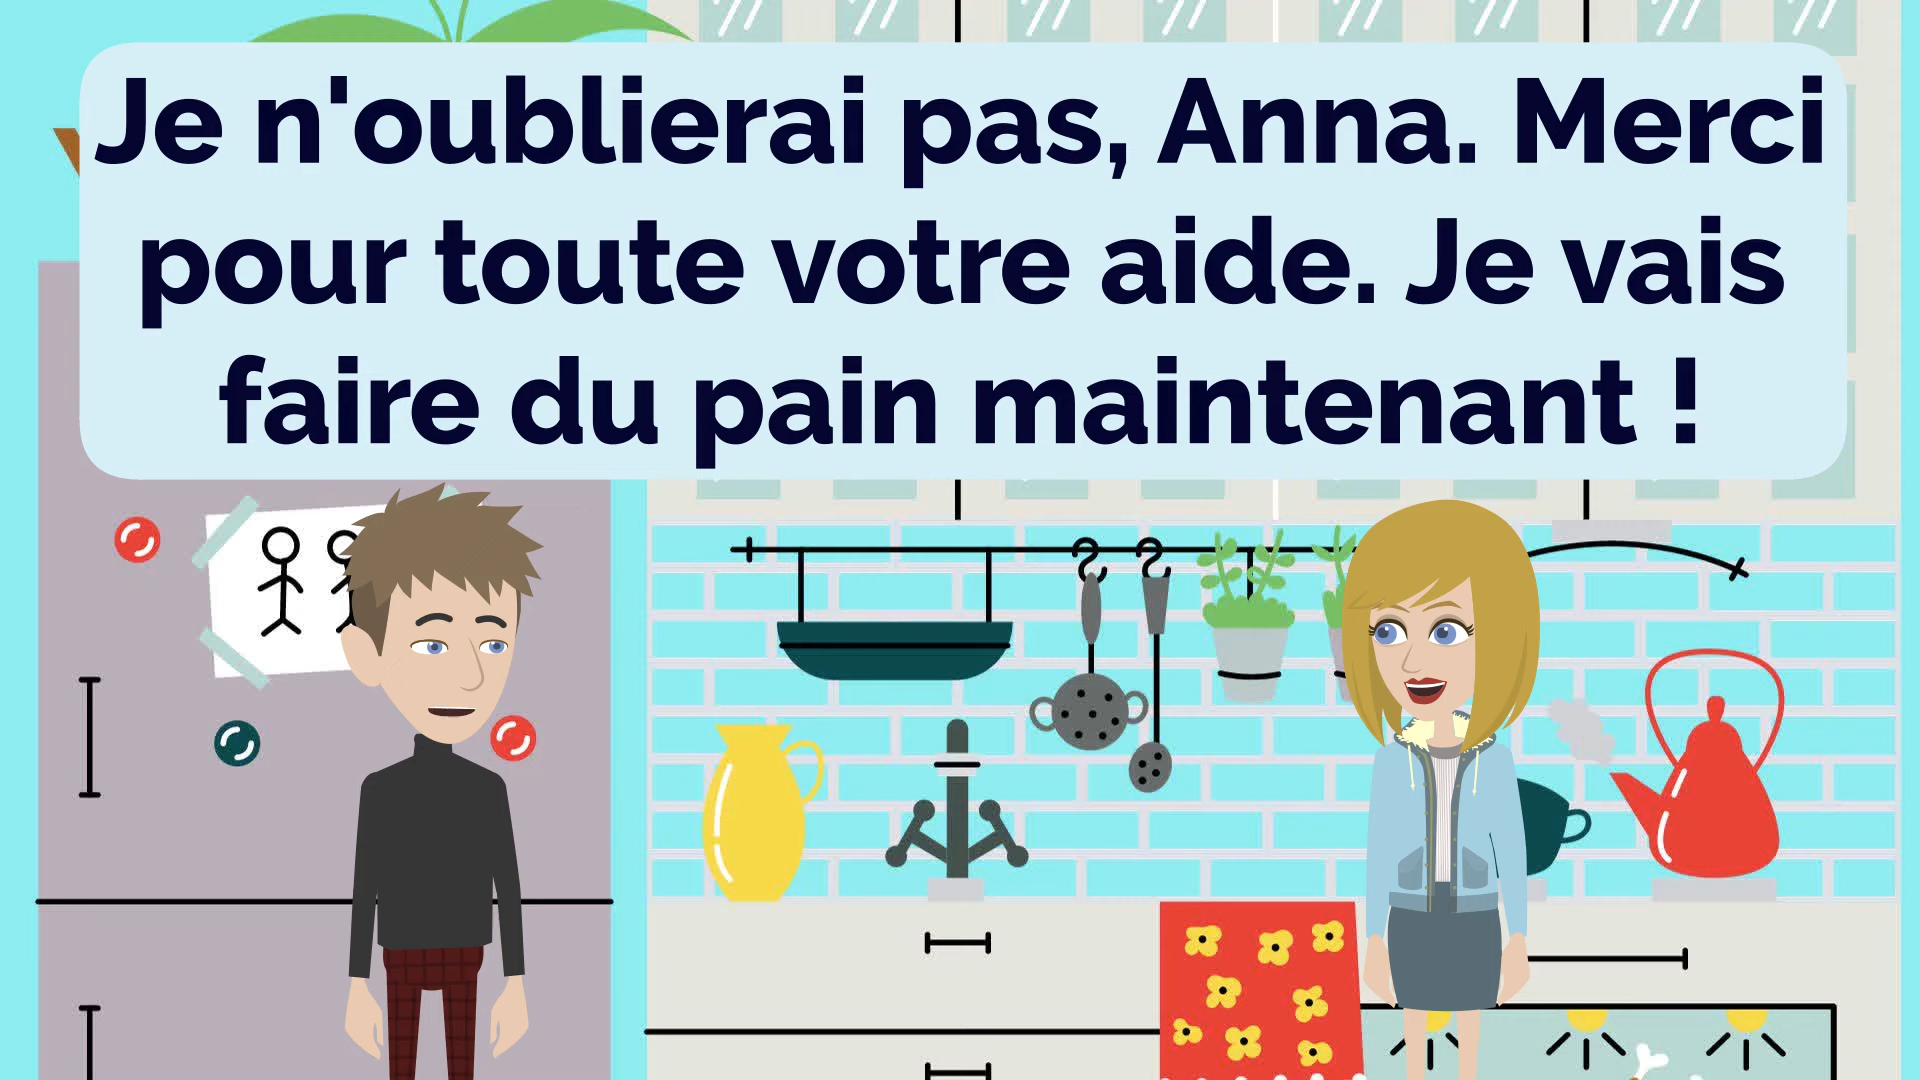 Je n'oublierai pas, Anna. Merci
pour toute votre aide. Je vais
faire du pain maintenant !